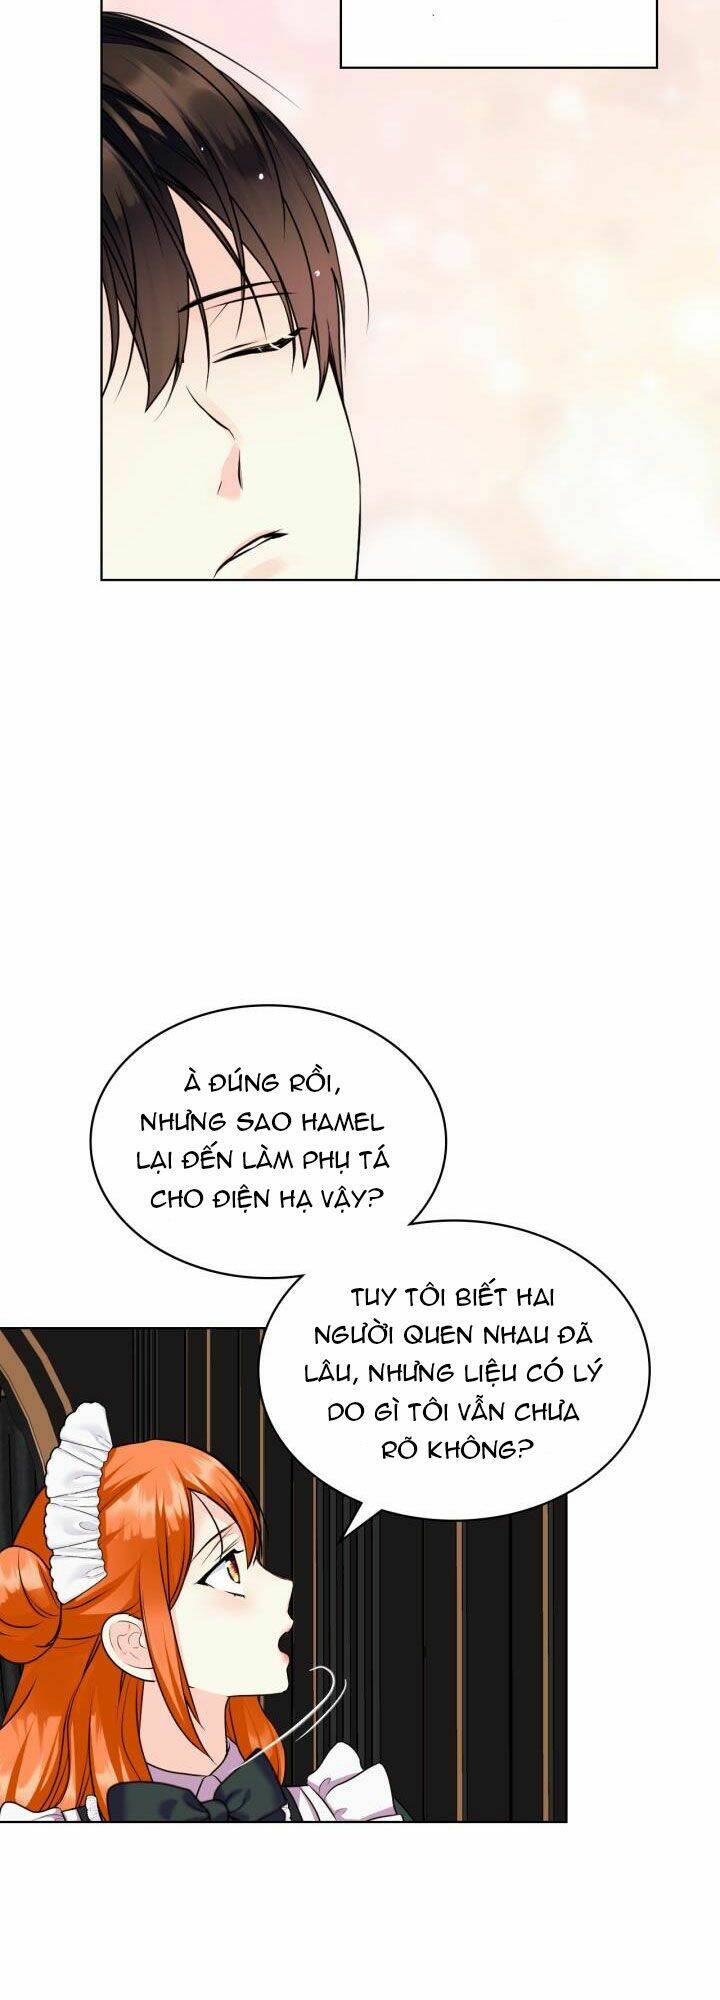 À ĐÚNG RỒI,
NHƯNG SAO HAMEL
LẠI ĐẾN LÀM PHỤ TÁ
CHO ĐIỆN HẠ VẬY?
TUY TÔI BIẾT HAI
NGƯỜI QUEN NHAU ĐÃ
LÂU, NHƯNG LIỆU CÓ LÝ
DO GÌ TÔI VẪN CHƯA
RÕ KHÔNG?